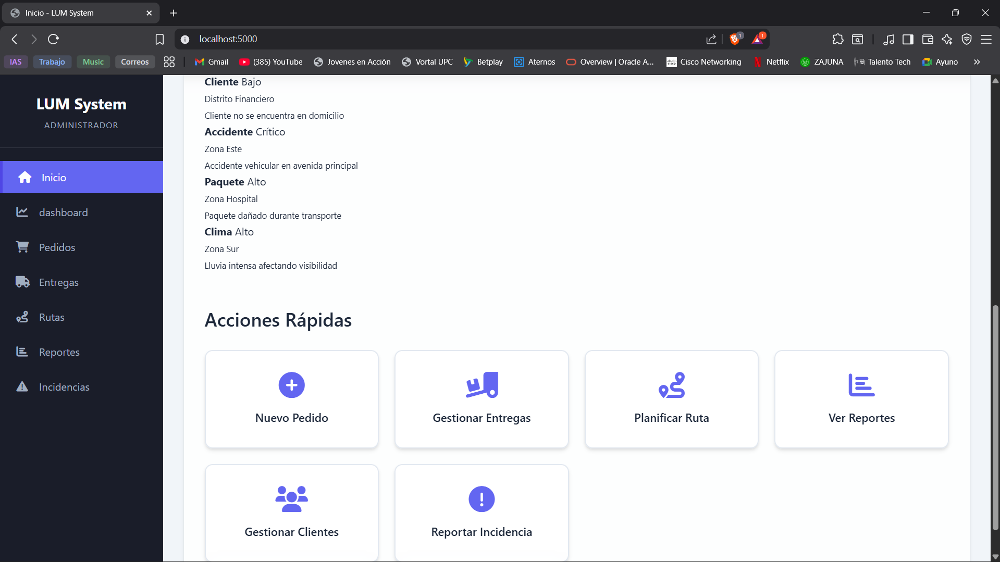 Inicio - LUM System
localhost:5000
1
1
IAS
Trabajo
Music
Correos
Gmail
(385) YouTube
Jovenes en Acción
Vortal UPC
Betplay
Aternos
Overview | Oracle A...
Cisco Networking
Netflix
ZAJUNA
Talento Tech
Ayuno
LUM System
ADMINISTRADOR
Inicio
dashboard
Pedidos
Entregas
Rutas
Reportes
Incidencias
Cliente Bajo
Distrito Financiero
Cliente no se encuentra en domicilio
Accidente Crítico
Zona Este
Accidente vehicular en avenida principal
Paquete Alto
Zona Hospital
Paquete dañado durante transporte
Clima Alto
Zona Sur
Lluvia intensa afectando visibilidad
Acciones Rápidas
Nuevo Pedido
Gestionar Entregas
Planificar Ruta
Ver Reportes
Gestionar Clientes
Reportar Incidencia